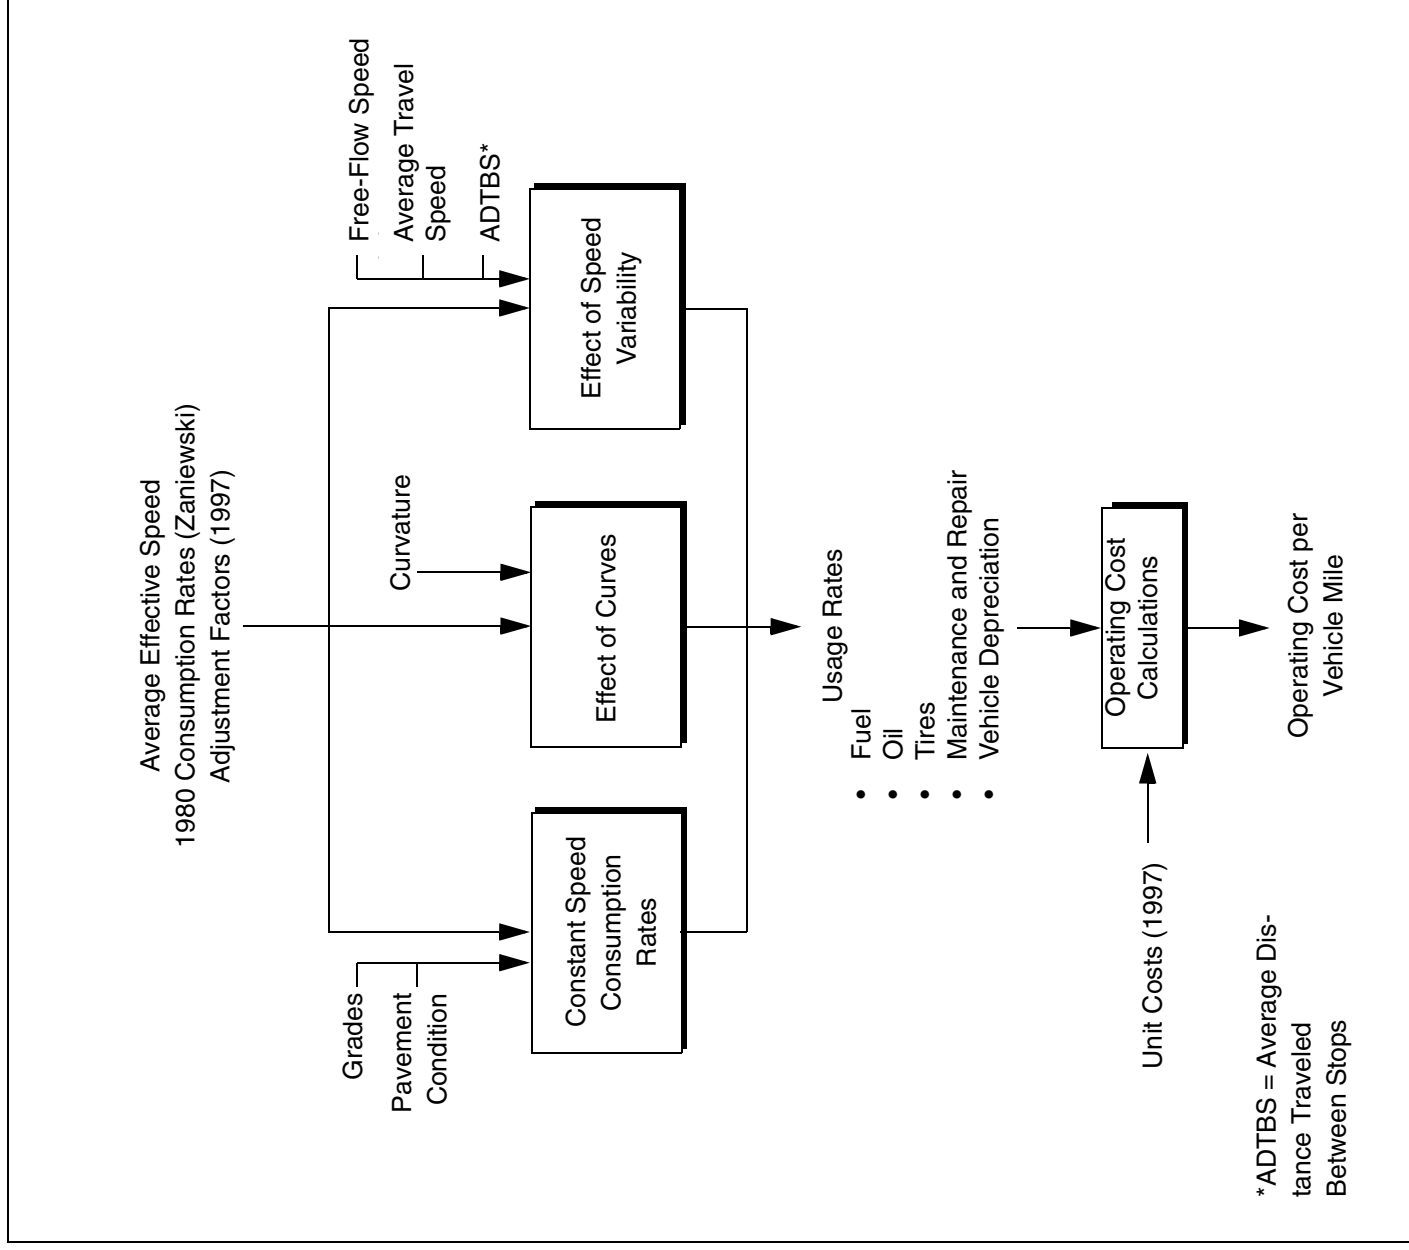 Average Effective Speed
1980 Consumption Rates (Zaniewski)
Adjustment Factors (1997)
Grades
Pavement
Condition
Curvature
Free-Flow Speed
Average Travel
Speed
ADTBS*
Constant Speed
Consumption
Rates
Effect of Curves
Effect of Speed
Variability
Usage Rates
• Fuel
• Oil
• Tires
• Maintenance and Repair
• Vehicle Depreciation
Unit Costs (1997)
Operating Cost
Calculations
Operating Cost per
Vehicle Mile
*ADTBS = Average Dis-
tance Traveled
Between Stops